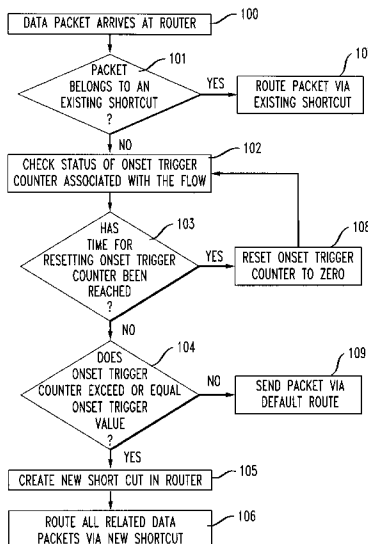 100
DATA PACKET ARRIVES AT ROUTER
101
PACKET
BELONGS TO AN
EXISTING SHORTCUT
?
YES
ROUTE PACKET VIA
EXISTING SHORTCUT
NO
102
CHECK STATUS OF ONSET TRIGGER
COUNTER ASSOCIATED WITH THE FLOW
103
HAS
TIME FOR
RESETTING ONSET TRIGGER
COUNTER BEEN
REACHED
?
YES
108
RESET ONSET TRIGGER
COUNTER TO ZERO
NO
104
DOES
ONSET TRIGGER
COUNTER EXCEED OR EQUAL
ONSET TRIGGER
VALUE
?
NO
109
SEND PACKET VIA
DEFAULT ROUTE
YES
105
CREATE NEW SHORT CUT IN ROUTER
106
ROUTE ALL RELATED DATA
PACKETS VIA NEW SHORTCUT